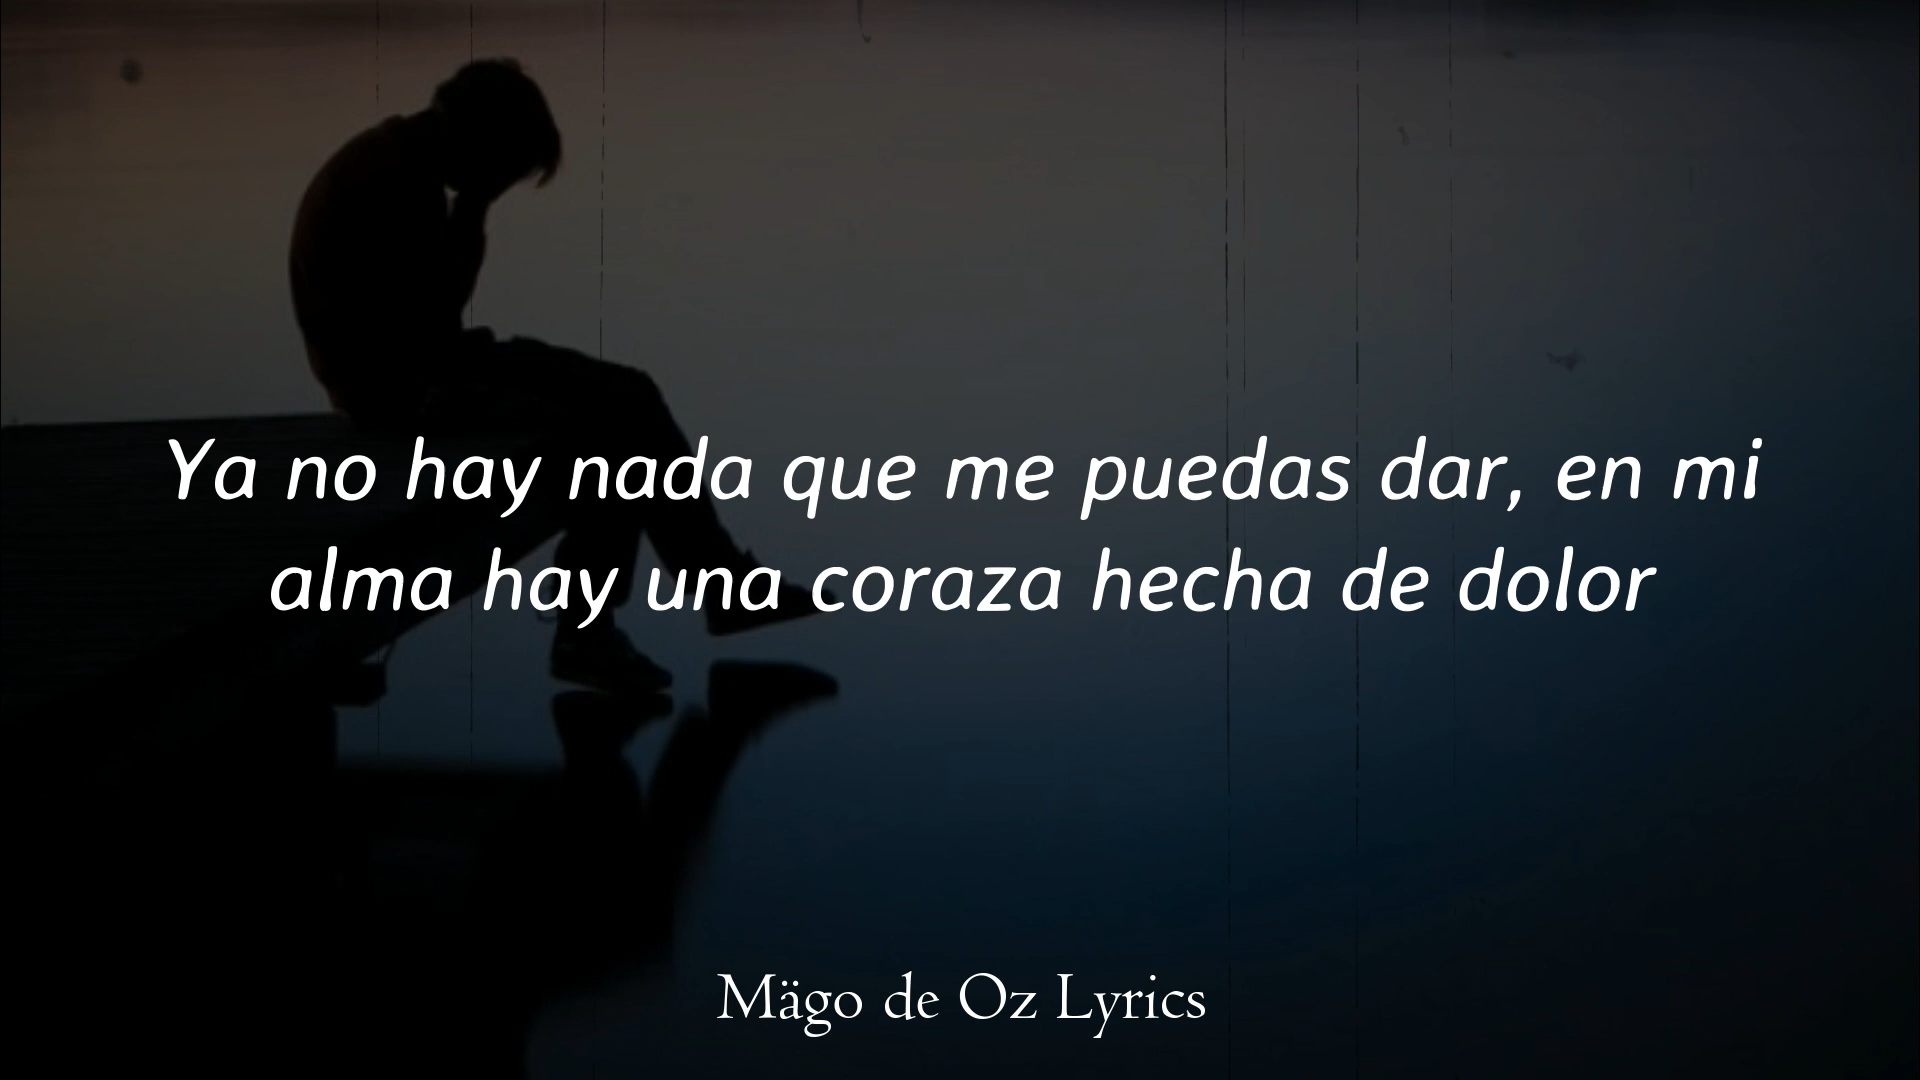 Ya no hay nada que me puedas dar, en mi
alma hay una coraza hecha de dolor
Mägo de Oz Lyrics